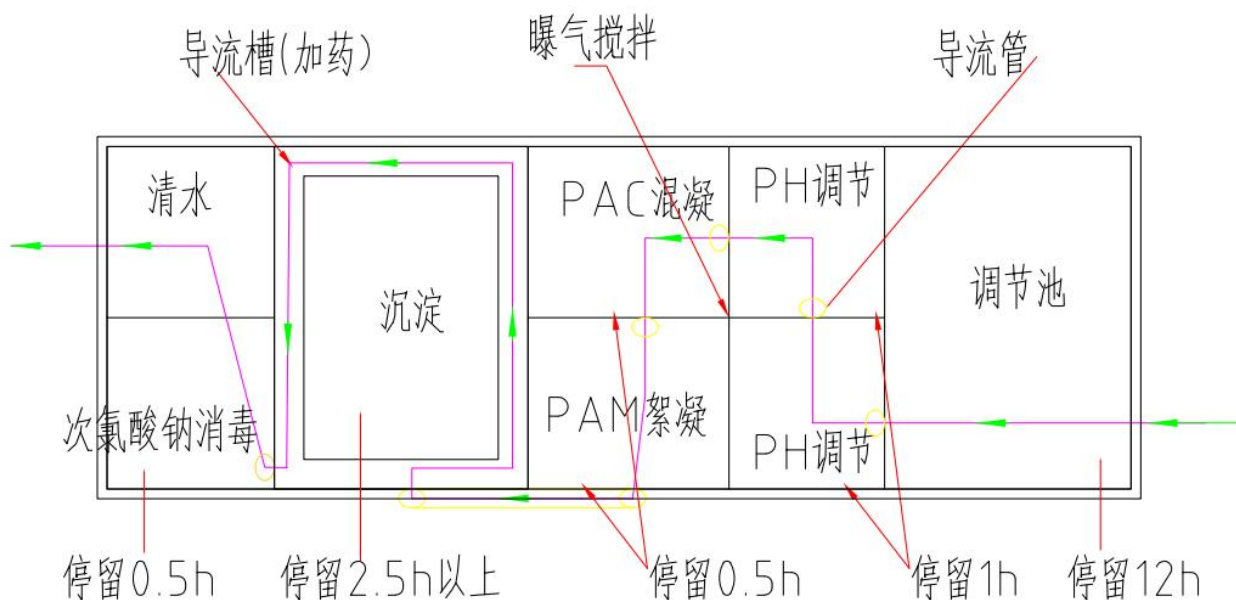 导流槽(加药)
曝气搅拌
导流管
清水
PAC混凝
PH调节
沉淀
调节池
次氯酸钠消毒
PAM絮凝
PH调节
停留0.5h
停留2.5h以上
停留0.5h
停留1h
停留12h